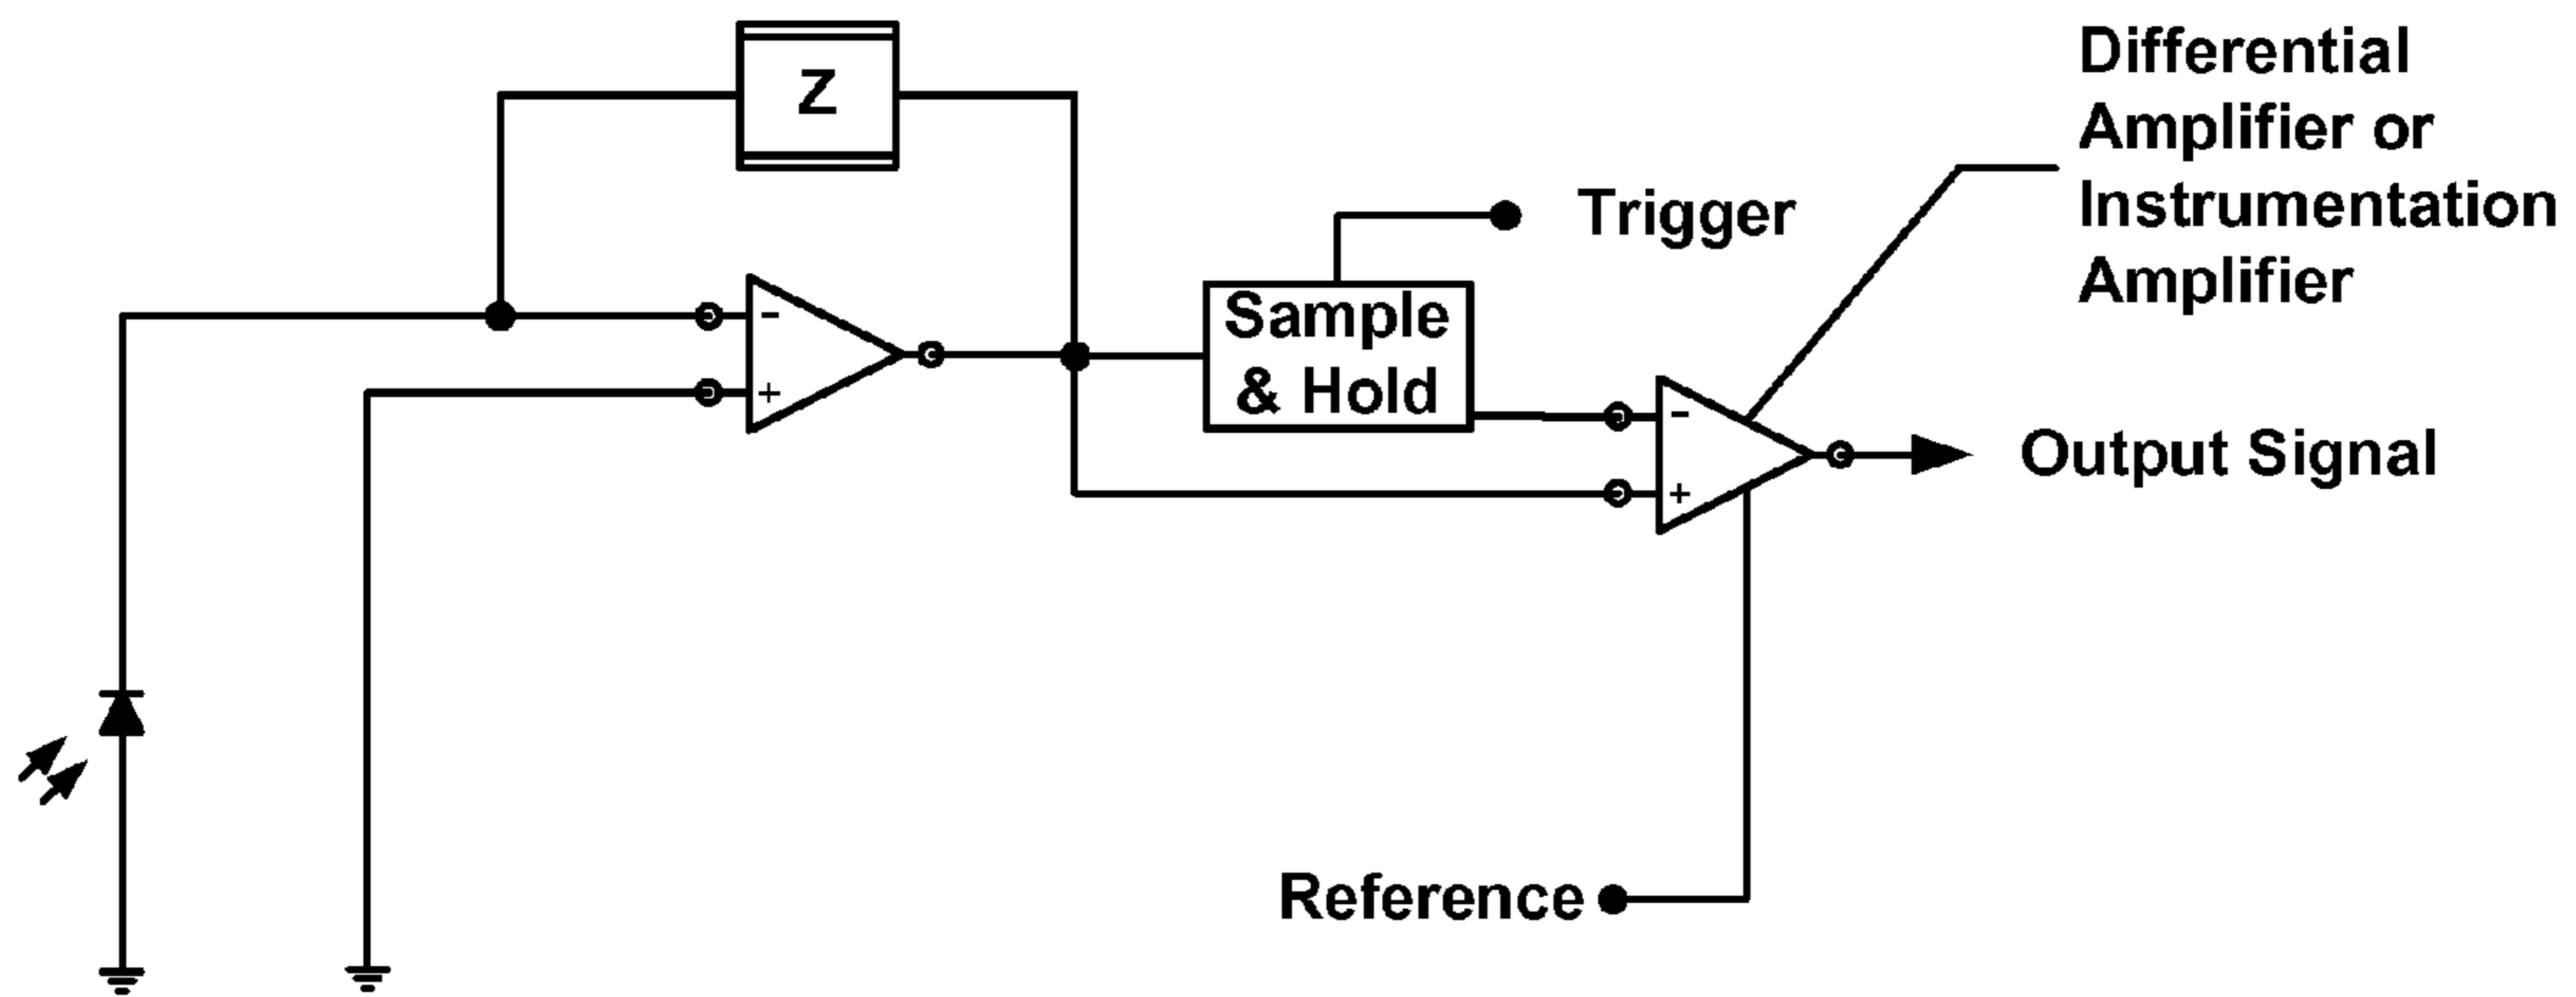 Z
Differential
Amplifier or
Instrumentation
Amplifier
Trigger
Sample
& Hold
-
+
-
+
Output Signal
Reference